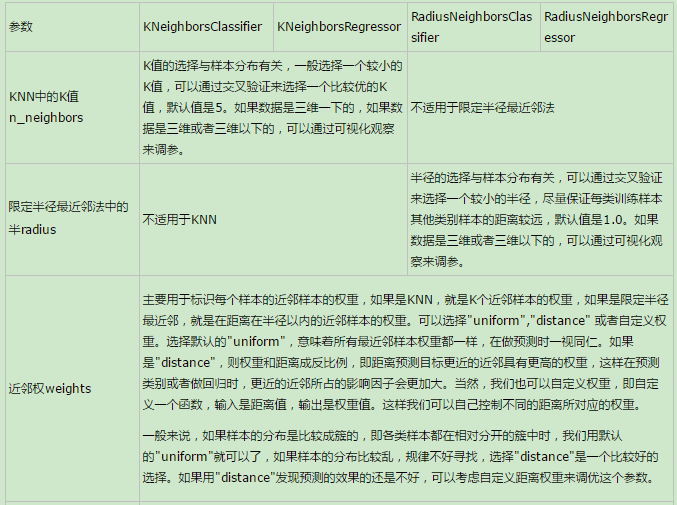 参数
KNeighborsClassifier
KNeighborsRegressor
RadiusNeighborsClas
sifier
RadiusNeighborsRegr
essor
KNN中的K值
n_neighbors
K值的选择与样本分布有关，一般选择一个较小的
K值，可以通过交叉验证来选择一个比较优的K
值，默认值是5。如果数据是三维一下的，如果数
据是三维或者三维以下的，可以通过可视化观察
来调参。
不适用于限定半径最近邻法
限定半径最近邻法中的
半radius
不适用于KNN
半径的选择与样本分布有关，可以通过交叉验证
来选择一个较小的半径，尽量保证每类训练样本
其他类别样本的距离较远，默认值是1.0。如果
数据是三维或者三维以下的，可以通过可视化观
察来调参。
近邻权weights
主要用于标识每个样本的近邻样本的权重，如果是KNN，就是K个近邻样本的权重，如果是限定半径
最近邻，就是在距离在半径以内的近邻样本的权重。可以选择"uniform","distance" 或者自定义权
重。选择默认的"uniform"，意味着所有最近邻样本权重都一样，在做预测时一视同仁。如果
是"distance"，则权重和距离成反比例，即距离预测目标更近的近邻具有更高的权重，这样在预测
类别或者做回归时，更近的近邻所占的影响因子会更加大。当然，我们也可以自定义权重，即自定
义一个函数，输入是距离值，输出是权重值。这样我们可以自己控制不同的距离所对应的权重。
一般来说，如果样本的分布是比较成簇的，即各类样本都在相对分开的簇中时，我们用默认
的"uniform"就可以了，如果样本的分布比较乱，规律不好寻找，选择"distance"是一个比较好的
选择。如果用"distance"发现预测的效果的还是不好，可以考虑自定义距离权重来调优这个参数。